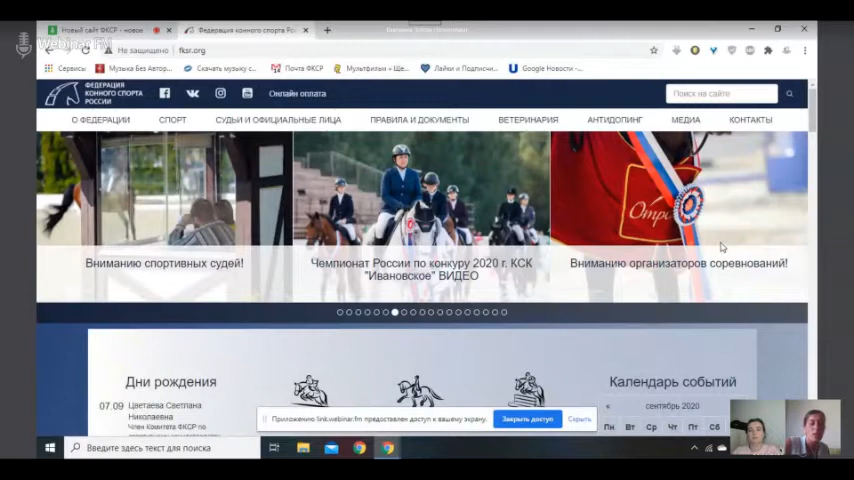 Новый сайт ФКСР - новое
Федерация конного спорта Рос
Webinar.FM
Не защищено
fksr.org
Сервисы
Музыка Без Автор...
Скачать музыку с...
Почта ФКСР
Мультфильм « Ще...
Лайки и Подписчи...
Google Новости -...
ФЕДЕРАЦИЯ
КОННОГО СПОРТА
РОССИИ
Онлайн оплата
Поиск на сайте
О ФЕДЕРАЦИИ
СПОРТ
СУДЬИ И ОФИЦИАЛЬНЫЕ ЛИЦА
ПРАВИЛА И ДОКУМЕНТЫ
ВЕТЕРИНАРИЯ
АНТИДОПИНГ
МЕДИА
КОНТАКТЫ
Вниманию спортивных судей!
Чемпионат России по конкуру 2020 г. КСК
"Ивановское" ВИДЕО
Вниманию организаторов соревнований!
Дни рождения
07.09 Цветаева Светлана
Николаевна
Член Комитета ФКСР по
Календарь событий
«
сентябрь 2020
Пн Вт Ср Чт Пт Сб
Приложению link.webinar.fm предоставлен доступ к вашему экрану.
Закрыть доступ
Скрыть
Введите здесь текст для поиска